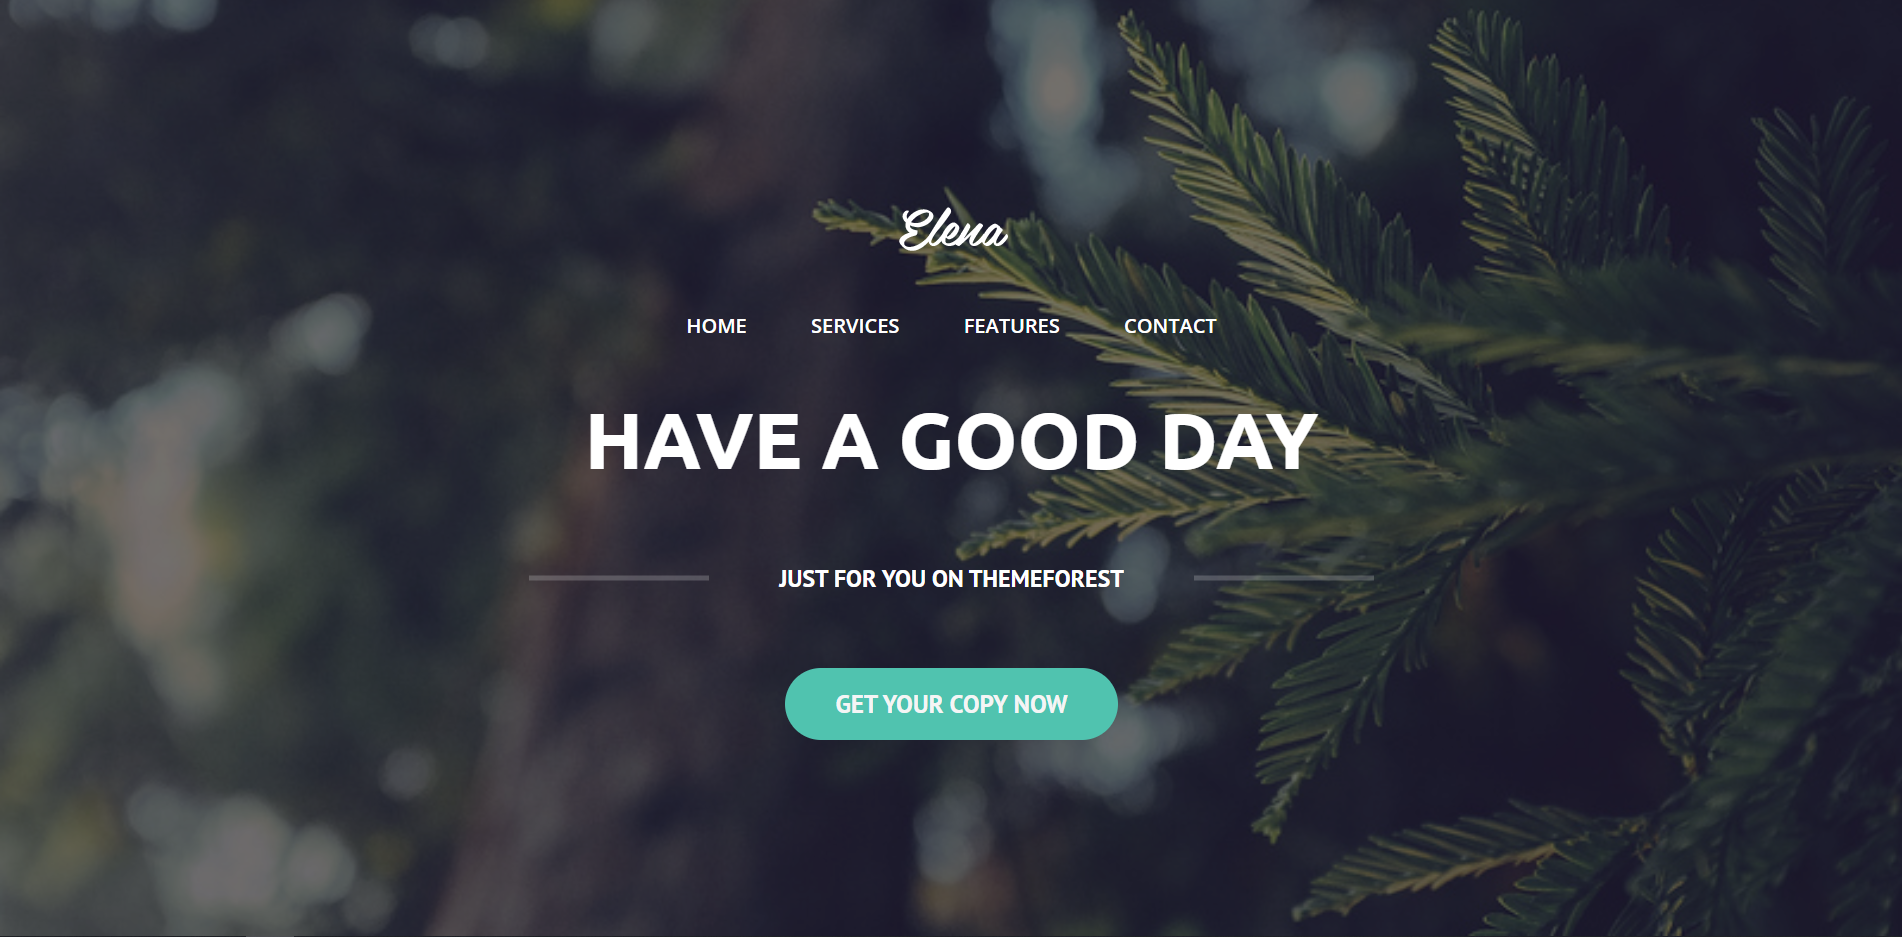 Elena
HOME SERVICES FEATURES CONTACT
HAVE A GOOD DAY
JUST FOR YOU ON THEMEFOREST
GET YOUR COPY NOW